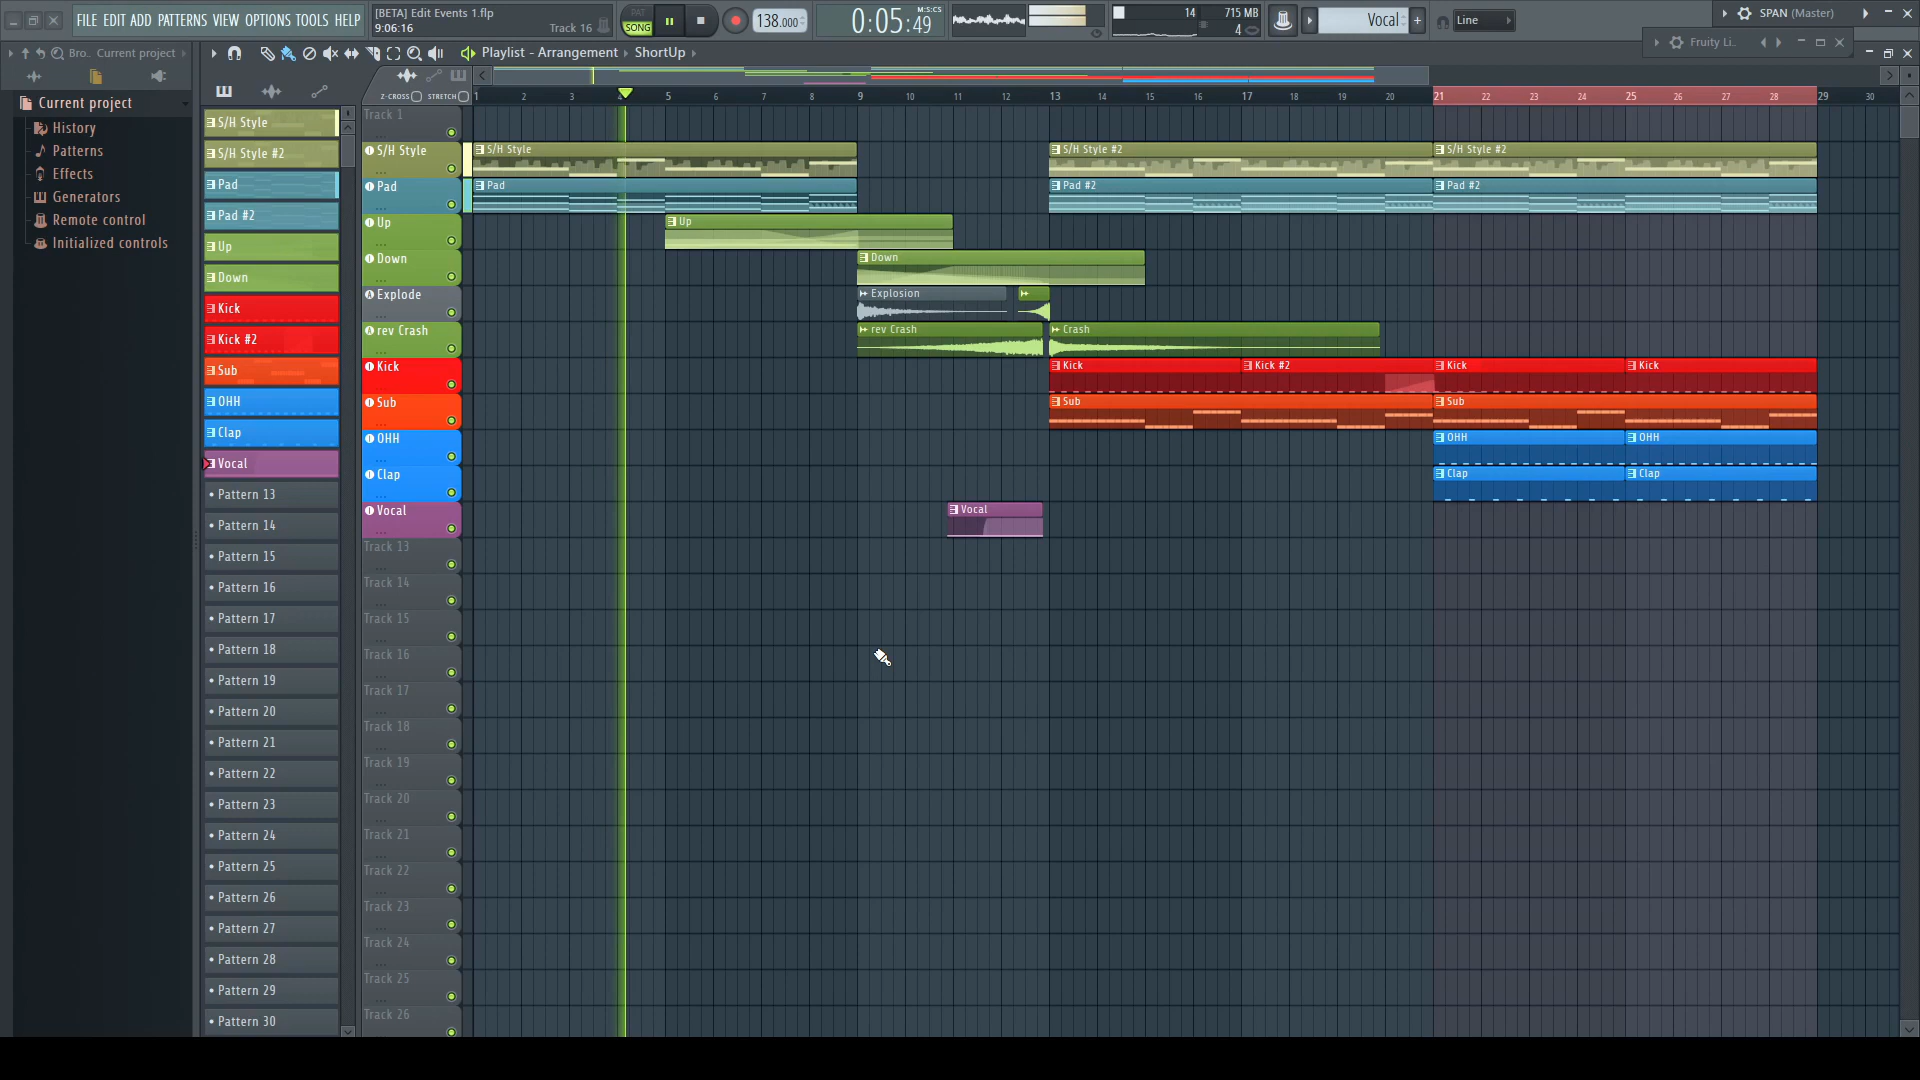 FILE EDIT ADD PATTERNS VIEW OPTIONS TOOLS HELP
[BETA] Edit Events 1.flp
9:06:16
Track 16
PAT
SONG
138.000
0:05:49
M:S:CS
14
715 MB
4
Vocal
Line
SPAN (Master)
Fruity Li..
Bro..
Current project
Playlist - Arrangement
ShortUp
Current project
History
Patterns
Effects
Generators
Remote control
Initialized controls
S/H Style
S/H Style #2
Pad
Pad #2
Up
Down
Kick
Kick #2
Sub
OHH
Clap
Vocal
Pattern 13
Pattern 14
Pattern 15
Pattern 16
Pattern 17
Pattern 18
Pattern 19
Pattern 20
Pattern 21
Pattern 22
Pattern 23
Pattern 24
Pattern 25
Pattern 26
Pattern 27
Pattern 28
Pattern 29
Pattern 30
Z-CROSS
STRETCH
1 2 3 4 5 6 7 8 9 10 11 12 13 14 15 16 17 18 19 20 21 22 23 24 25 26 27 28 29 30
Track 1
S/H Style
S/H Style
S/H Style #2
S/H Style #2
Pad
Pad
Pad #2
Pad #2
Up
Up
Down
Down
Explode
Explosion
rev Crash
rev Crash
Crash
Kick
Kick
Kick #2
Kick
Kick
Sub
Sub
Sub
OHH
OHH
OHH
Clap
Clap
Clap
Vocal
Vocal
Track 13
Track 14
Track 15
Track 16
Track 17
Track 18
Track 19
Track 20
Track 21
Track 22
Track 23
Track 24
Track 25
Track 26